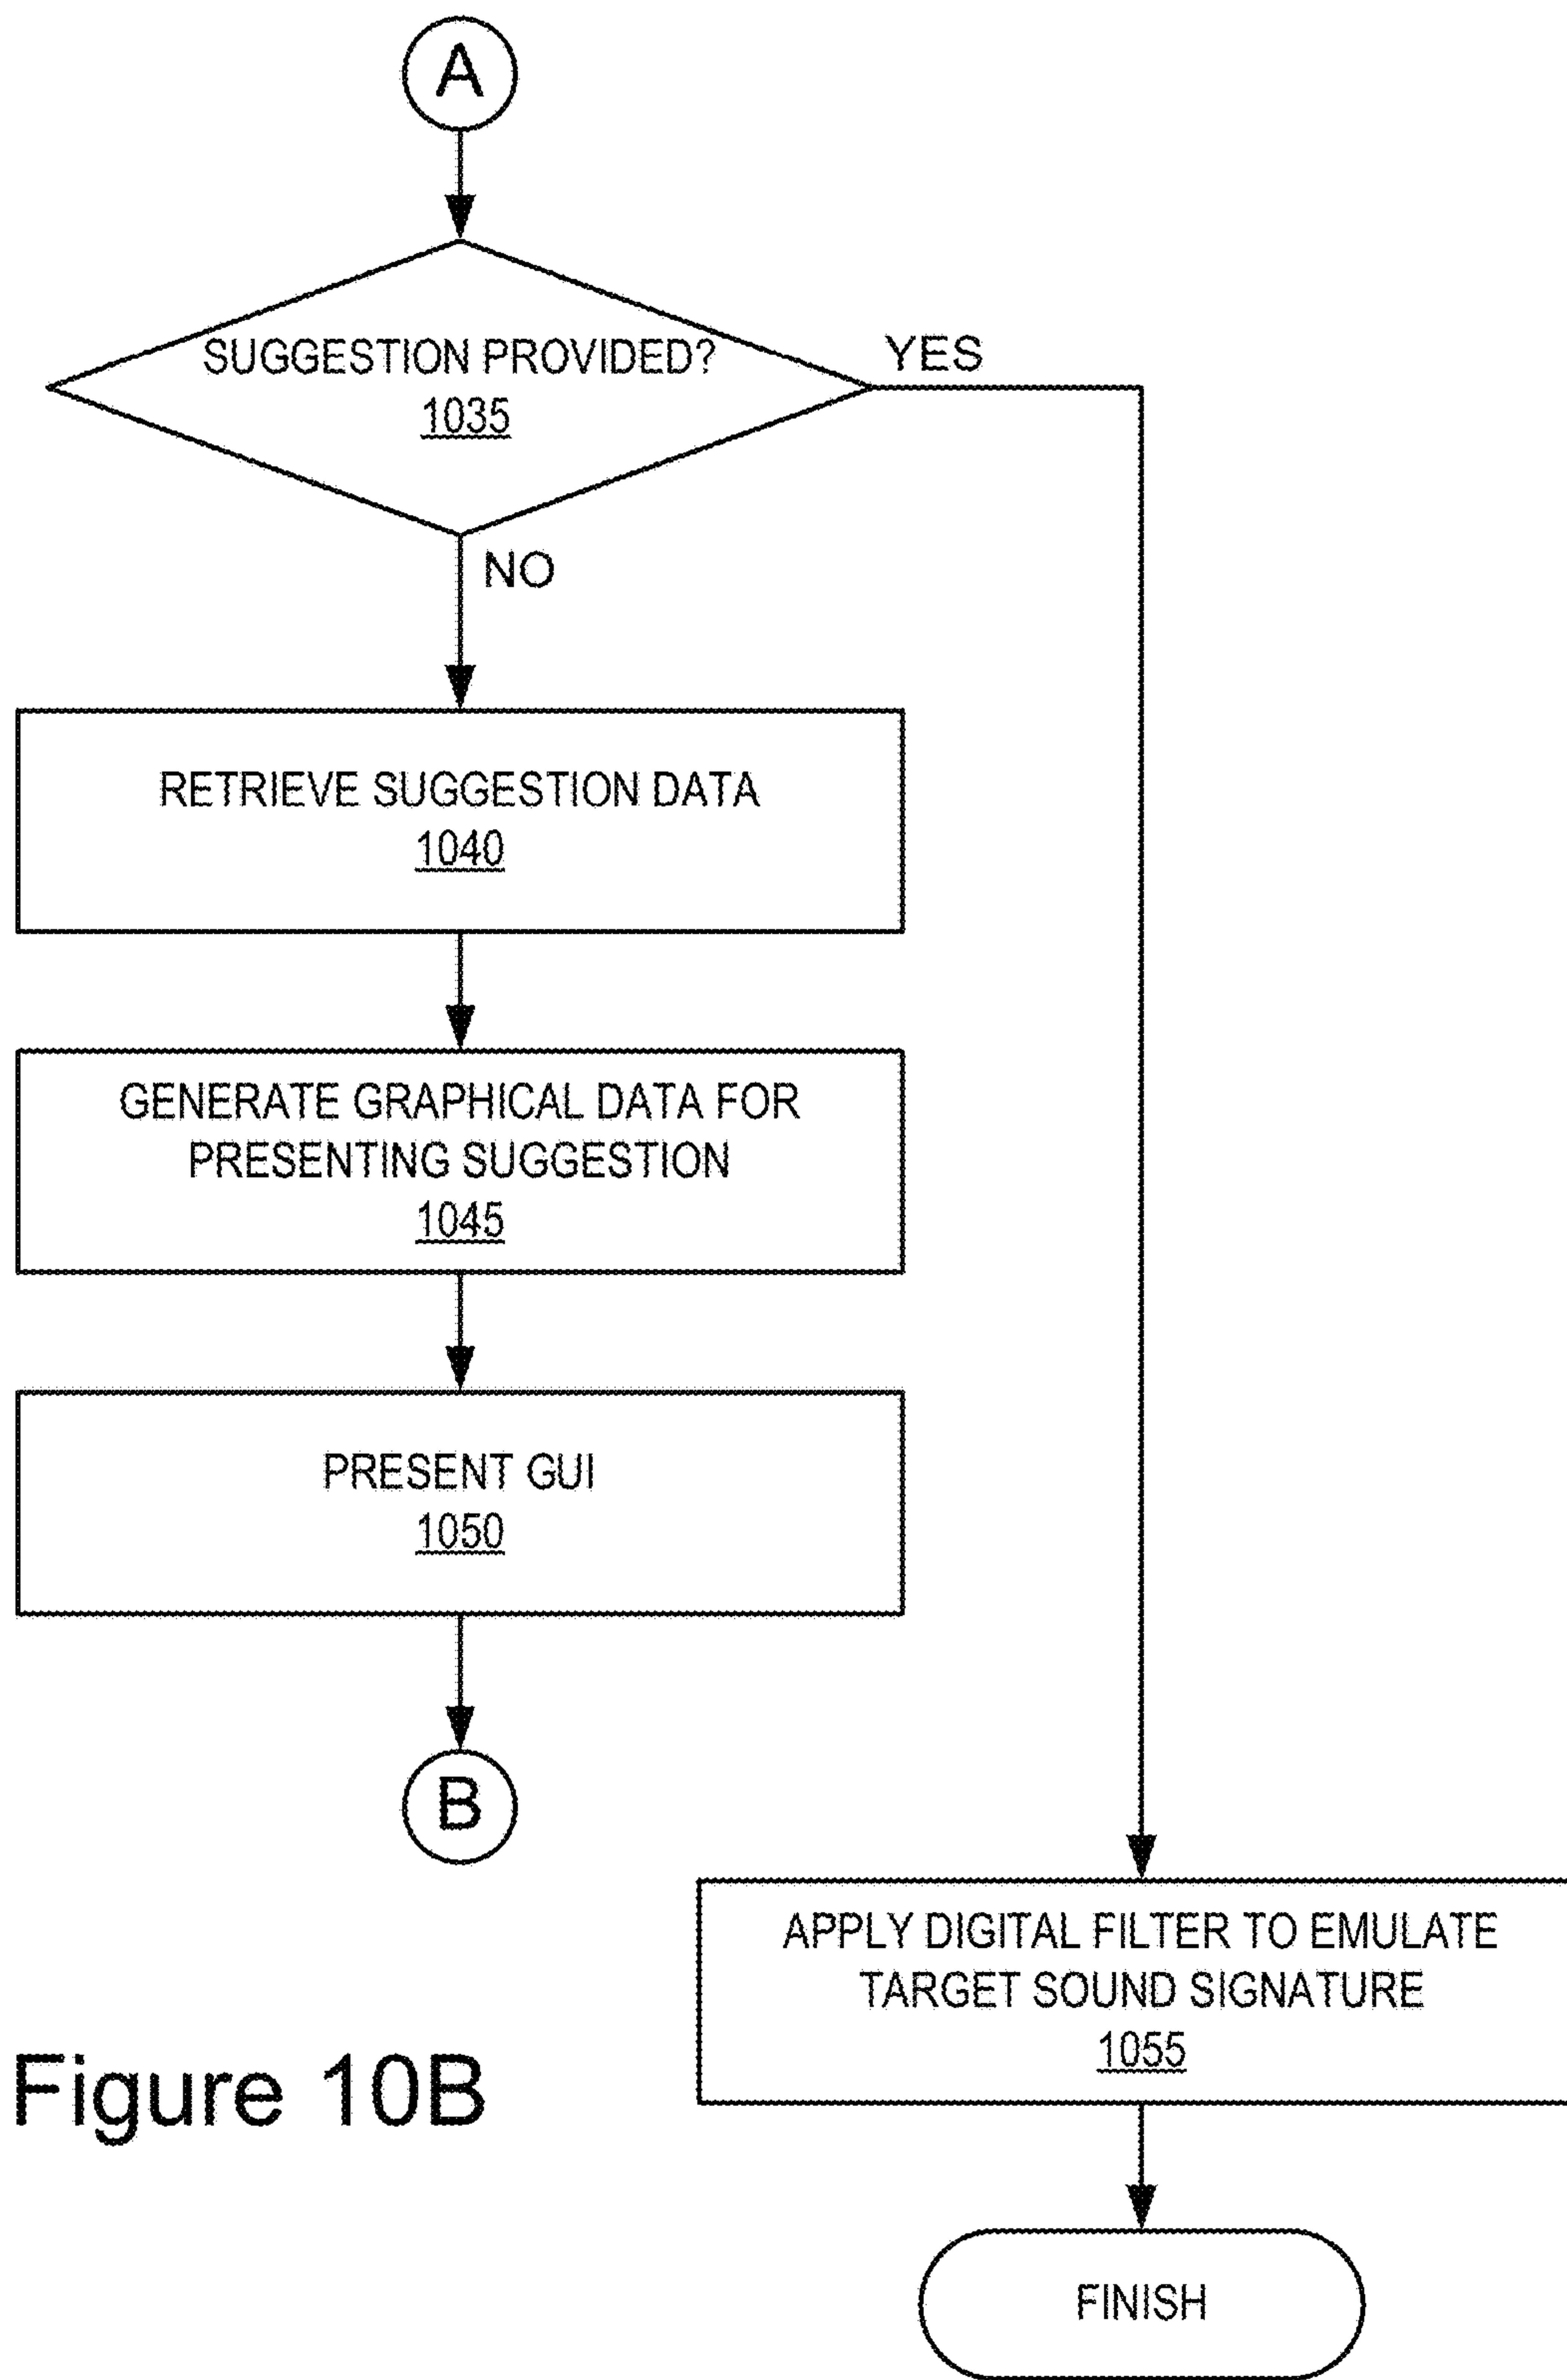 A
SUGGESTION PROVIDED?
1035
YES
NO
RETRIEVE SUGGESTION DATA
1040
GENERATE GRAPHICAL DATA FOR
PRESENTING SUGGESTION
1045
PRESENT GUI
1050
B
APPLY DIGITAL FILTER TO EMULATE
TARGET SOUND SIGNATURE
1055
Figure 10B
FINISH